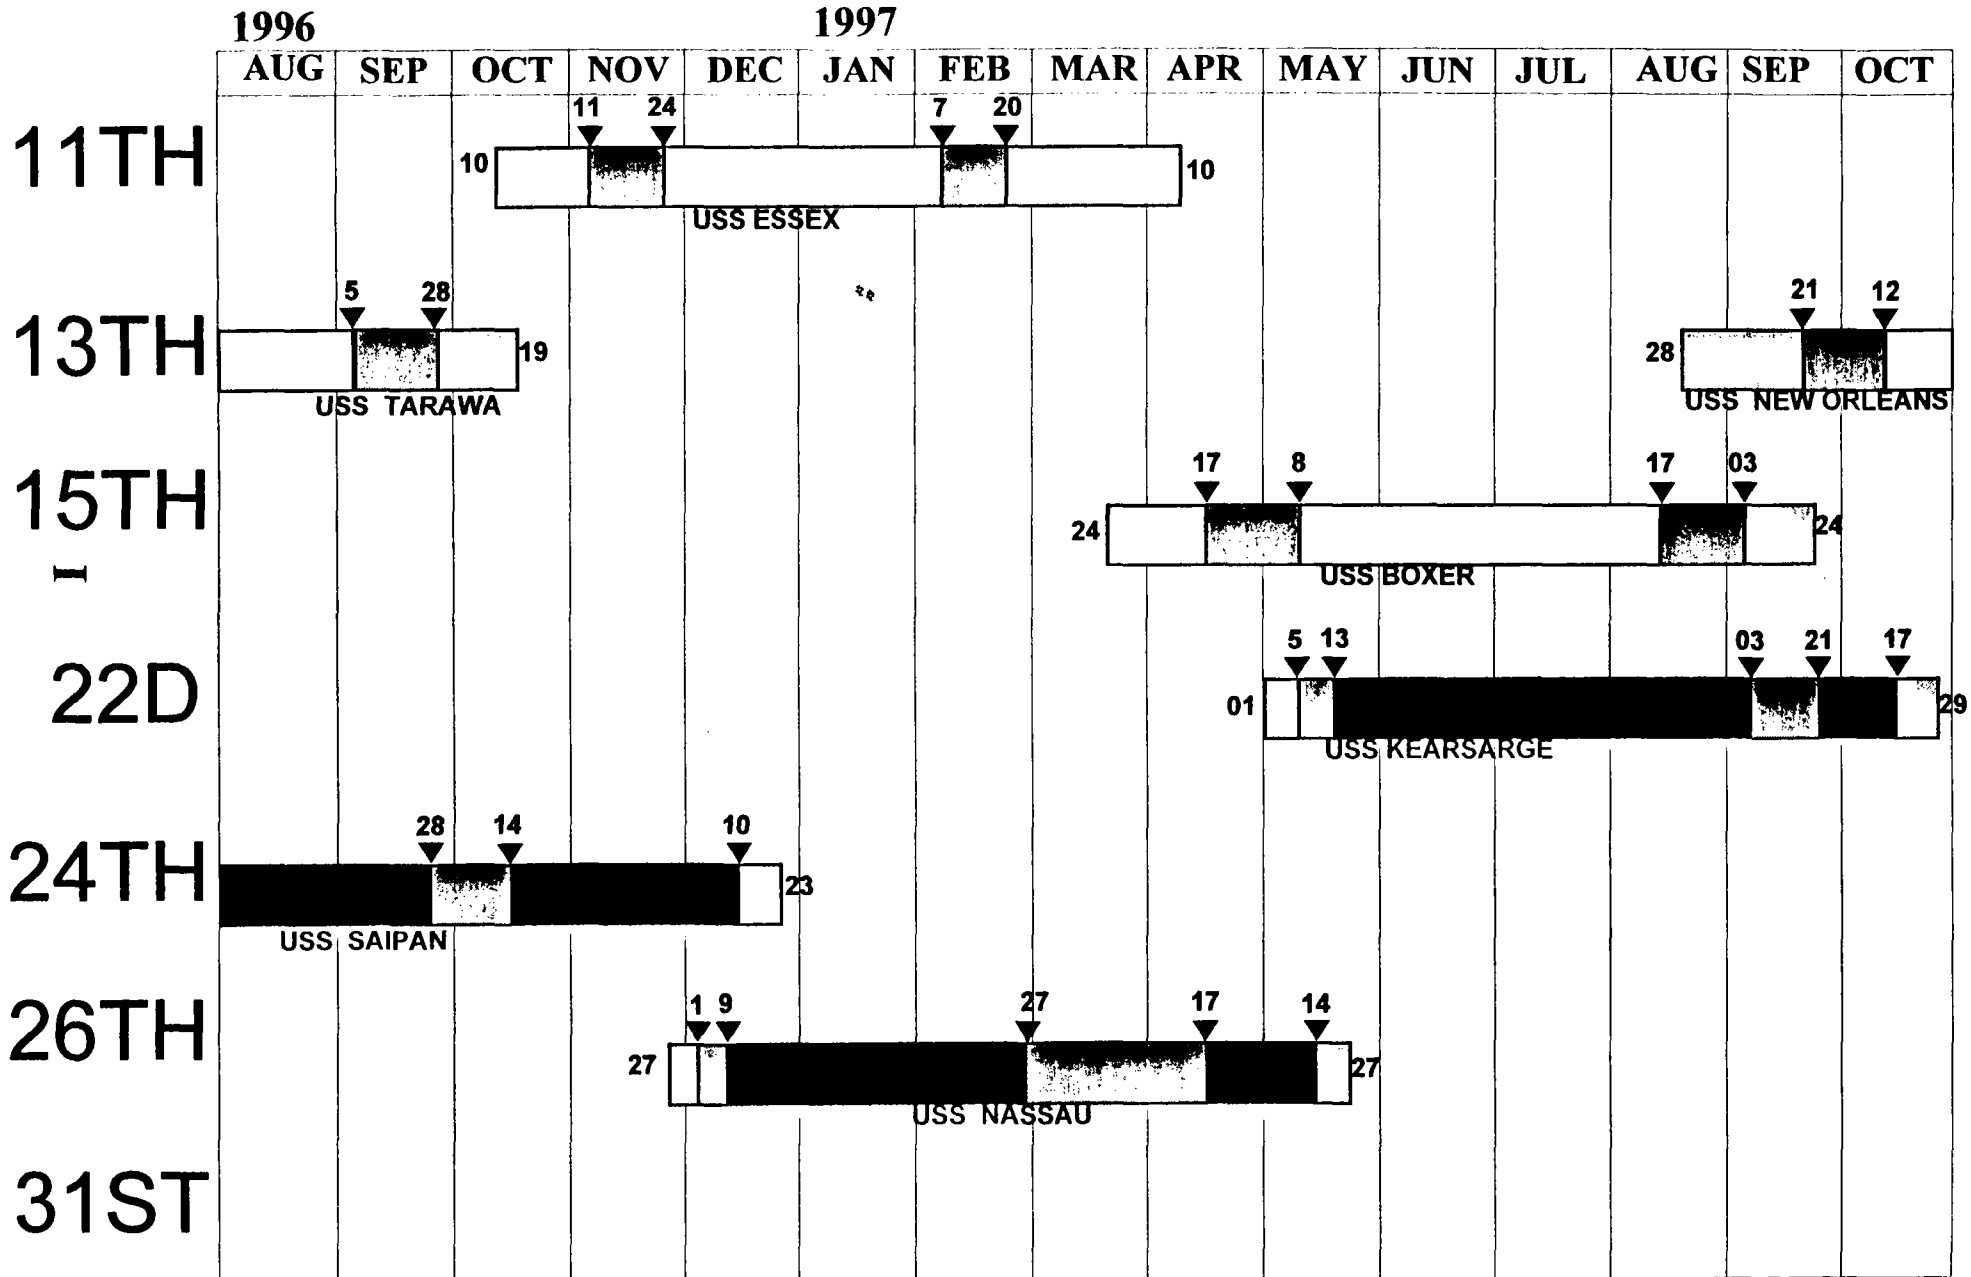 1996 1997
AUG SEP OCT NOV DEC JAN FEB MAR APR MAY JUN JUL AUG SEP OCT
11 24 7 20
11TH
10 10
USS ESSEX
5 28 21 12
13TH
19 28
USS TARAWA USS NEW ORLEANS
17 8 17 03
15TH
24 24
USS BOXER
5 13 03 21 17
22D
01 29
USS KEARSARGE
28 14 10
24TH
23
USS SAIPAN
1 9 27 17 14
26TH
27 27
USS NASSAU
31ST